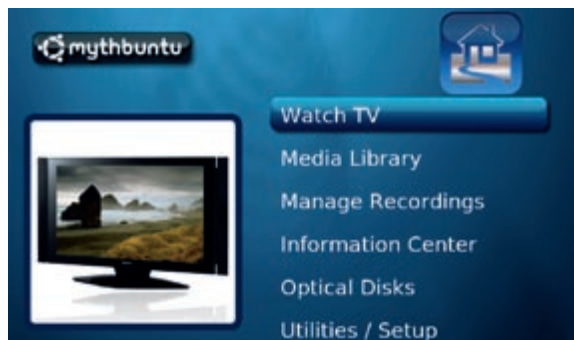 mythbuntu
Watch TV
Media Library
Manage Recordings
Information Center
Optical Disks
Utilities / Setup